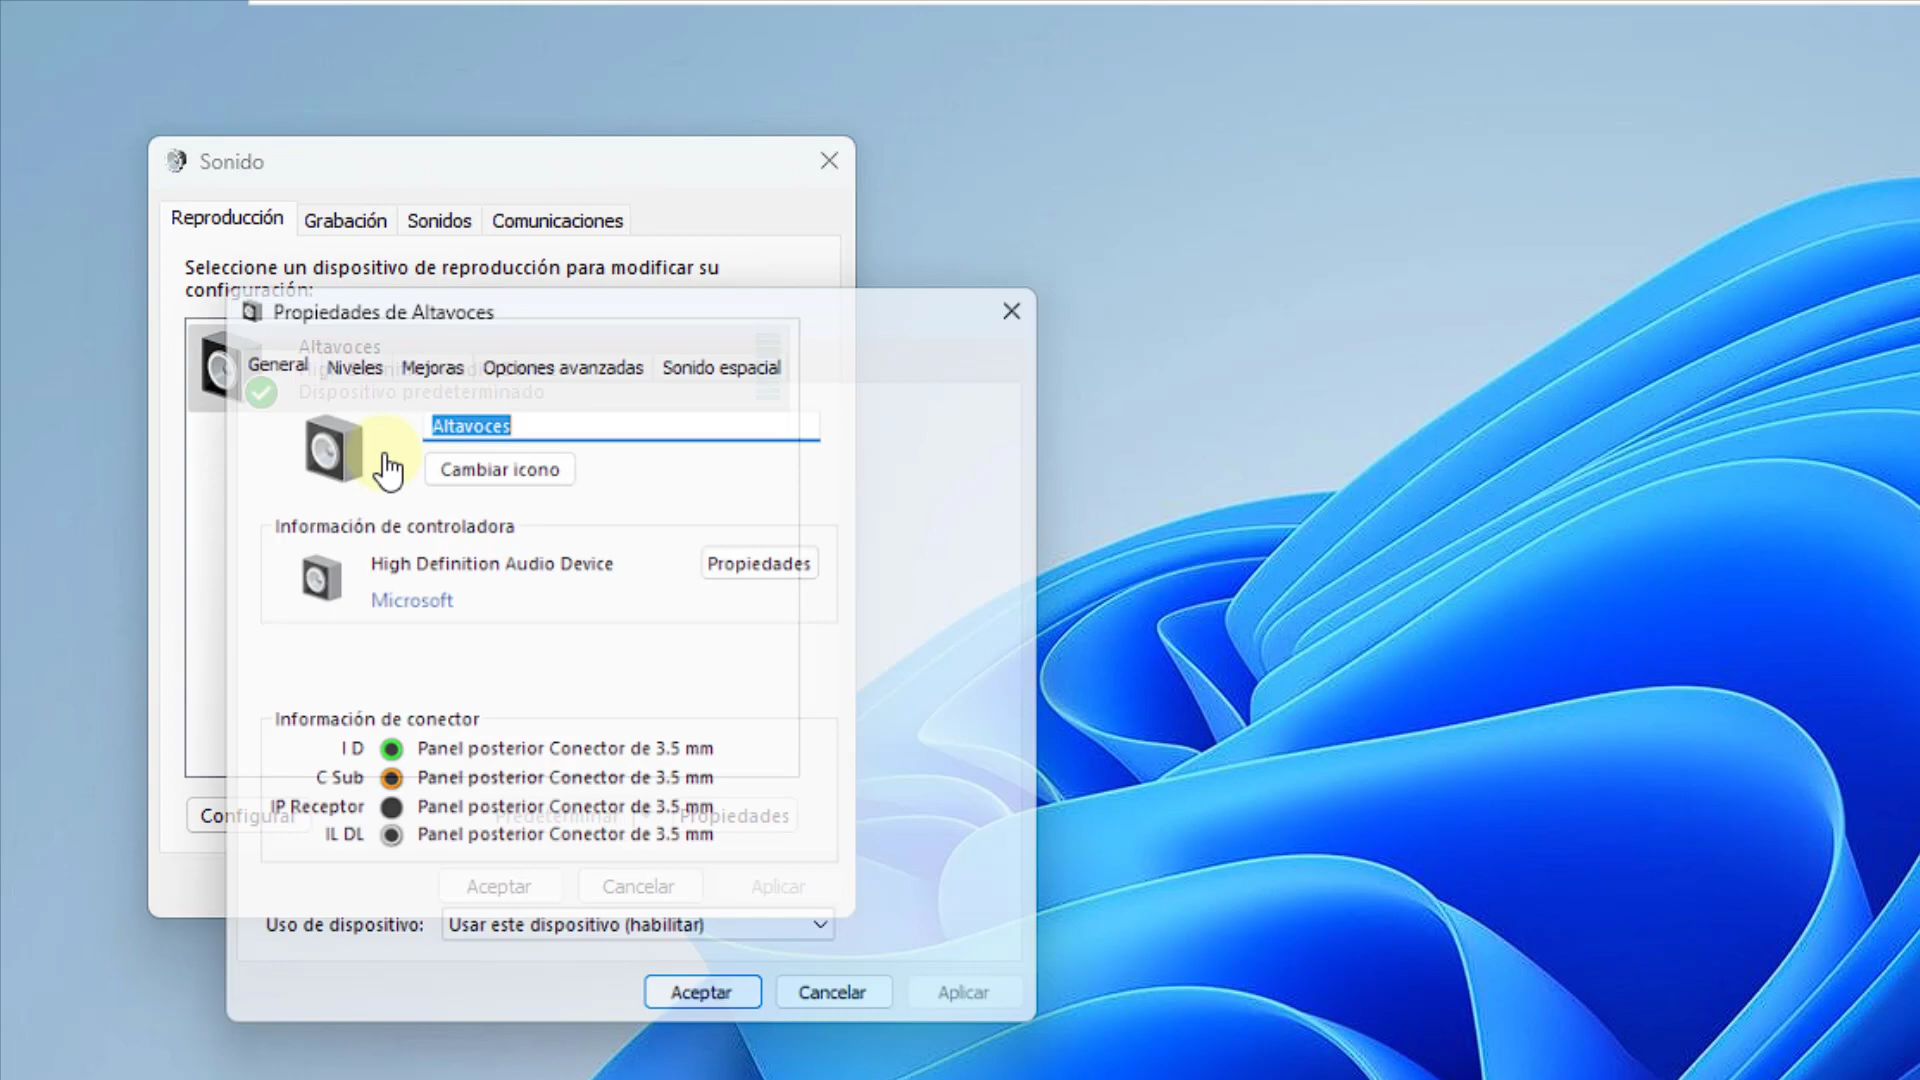 Sonido
Reproducción Grabación Sonidos Comunicaciones
Seleccione un dispositivo de reproducción para modificar su
configuración:
Propiedades de Altavoces
Altavoces
General Niveles Mejoras Opciones avanzadas Sonido espacial
Dispositivo predeterminado
Altavoces
Cambiar icono
Información de controladora
High Definition Audio Device
Propiedades
Microsoft
Información de conector
I D Panel posterior Conector de 3.5 mm
C Sub Panel posterior Conector de 3.5 mm
IP Receptor Panel posterior Conector de 3.5 mm
Configurar Predeterminar Propiedades
IL DL Panel posterior Conector de 3.5 mm
Aceptar Cancelar Aplicar
Uso de dispositivo: Usar este dispositivo (habilitar)
Aceptar Cancelar Aplicar